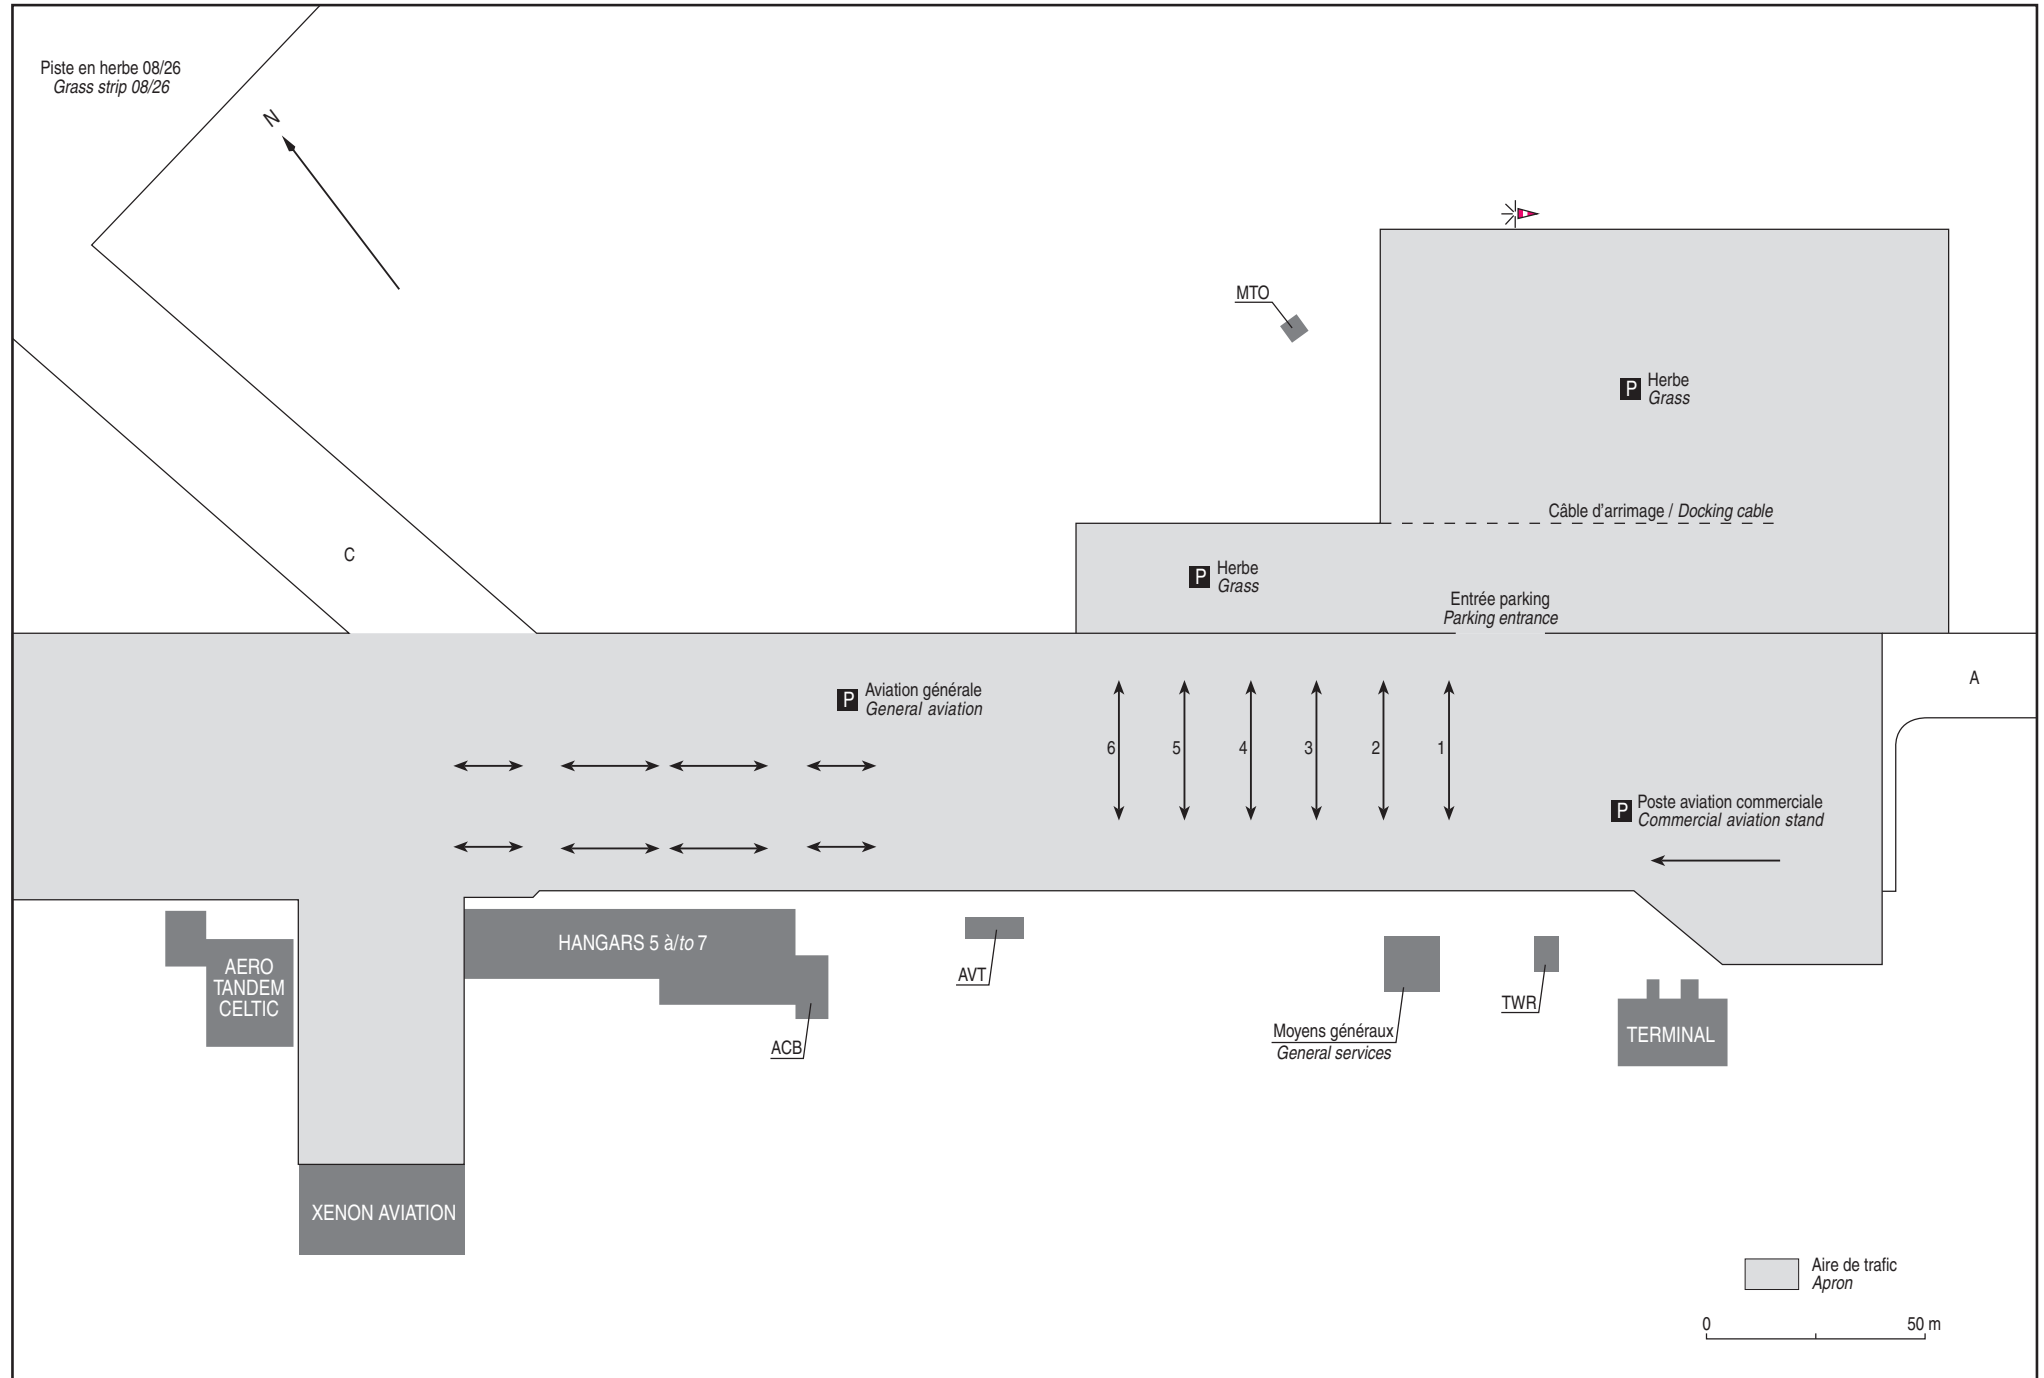 Piste en herbe 08/26
Grass strip 08/26
N
MTO
P Herbe
Grass
Câble d'arrimage / Docking cable
C
P Herbe
Grass
Entrée parking
Parking entrance
A
P Aviation générale
General aviation
6 5 4 3 2 1
P Poste aviation commerciale
Commercial aviation stand
HANGARS 5 à/to 7
AERO
TANDEM
CELTIC
AVT
TWR
Moyens généraux
General services
TERMINAL
ACB
XENON AVIATION
Aire de trafic
Apron
0 50 m